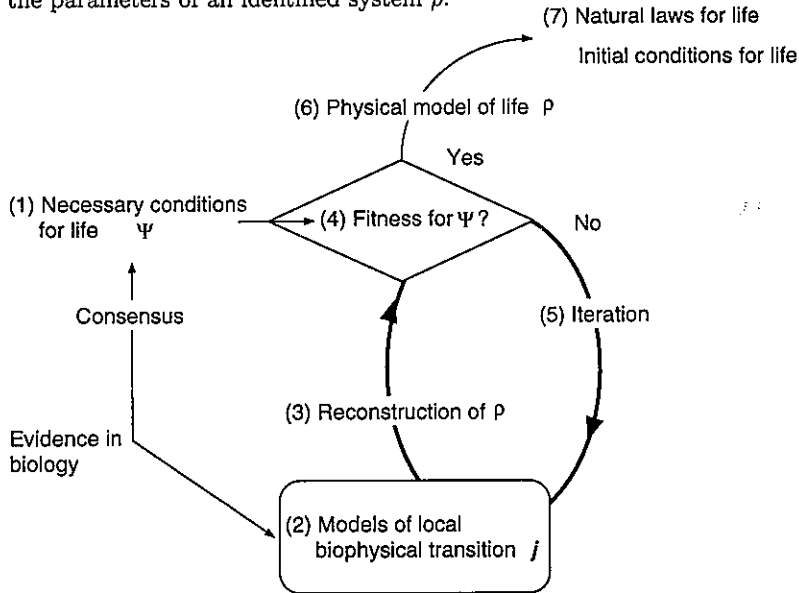 the parameters of an identified system ρ.
(7) Natural laws for life
Initial conditions for life
(6) Physical model of life ρ
Yes
(1) Necessary conditions
for life Ψ
(4) Fitness for Ψ?
No
Consensus
(5) Iteration
(3) Reconstruction of ρ
Evidence in
biology
(2) Models of local
biophysical transition j